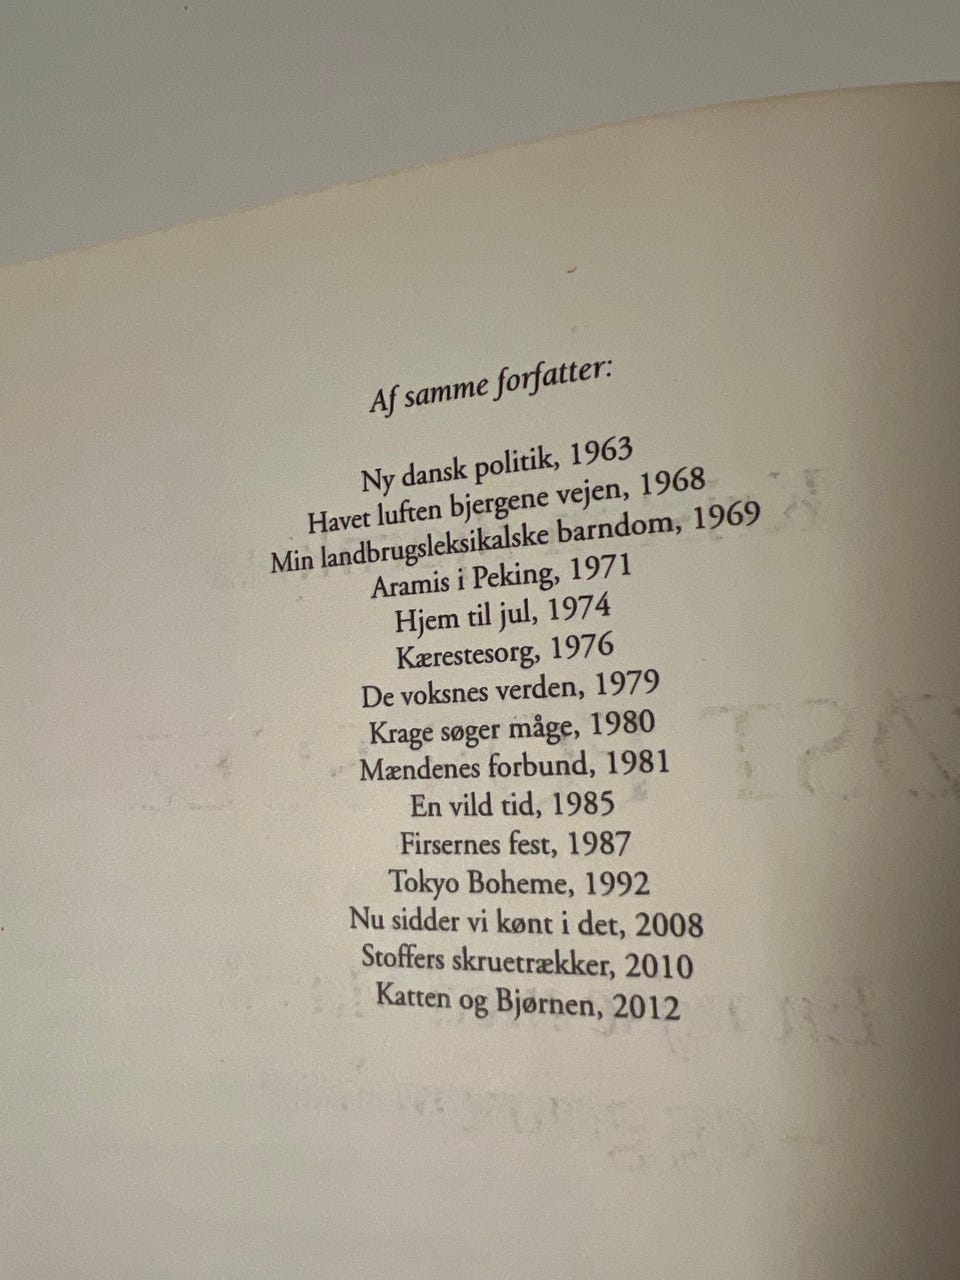 Af samme forfatter:
Ny dansk politik, 1963
Havet luften bjergene vejen, 1968
Min landbrugsleksikalske barndom, 1969
Aramis i Peking, 1971
Hjem til jul, 1974
Kærestesorg, 1976
De voksnes verden, 1979
Krage søger måge, 1980
Mændenes forbund, 1981
En vild tid, 1985
Firsernes fest, 1987
Tokyo Boheme, 1992
Nu sidder vi kønt i det, 2008
Stoffers skruetrækker, 2010
Katten og Bjørnen, 2012